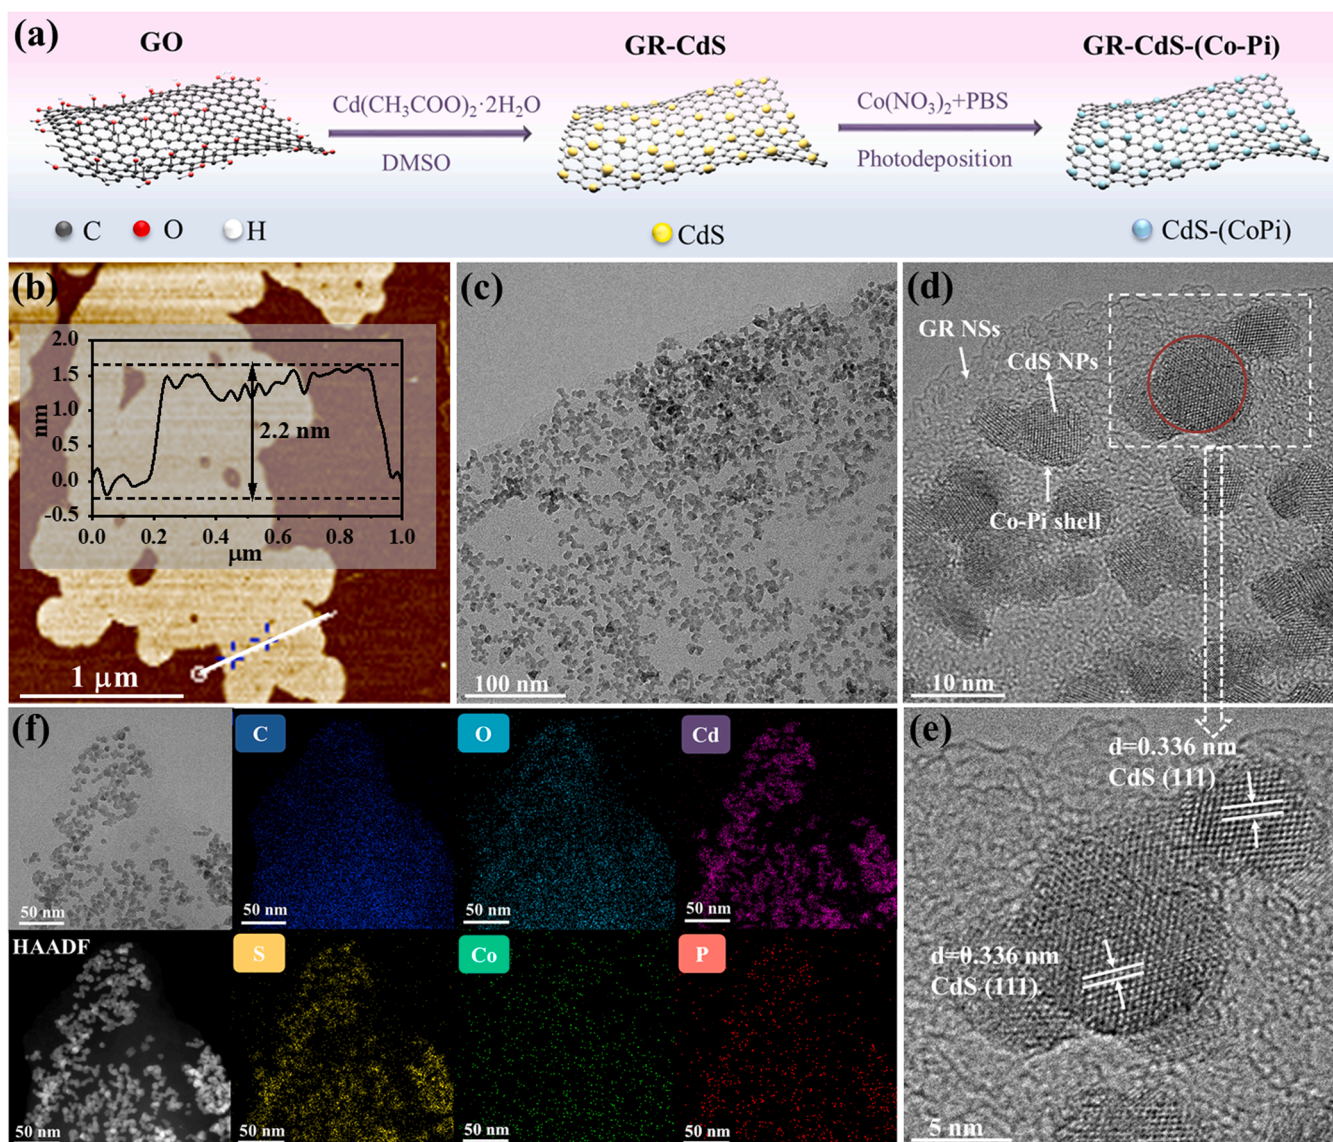 (a)
GO
GR-CdS
GR-CdS-(Co-Pi)
Cd(CH₃COO)₂·2H₂O
DMSO
Co(NO₃)₂+PBS
Photodeposition
C
O
H
CdS
CdS-(CoPi)
(b)
2.0
1.5
1.0
0.5
0.0
-0.5
nm
2.2 nm
0.0
0.2
0.4
0.6
0.8
1.0
μm
1 μm
(c)
100 nm
(d)
GR NSs
CdS NPs
Co-Pi shell
10 nm
(e)
d=0.336 nm
CdS (111)
d=0.336 nm
CdS (111)
5 nm
(f)
50 nm
C
50 nm
O
50 nm
Cd
50 nm
HAADF
50 nm
S
50 nm
Co
50 nm
P
50 nm